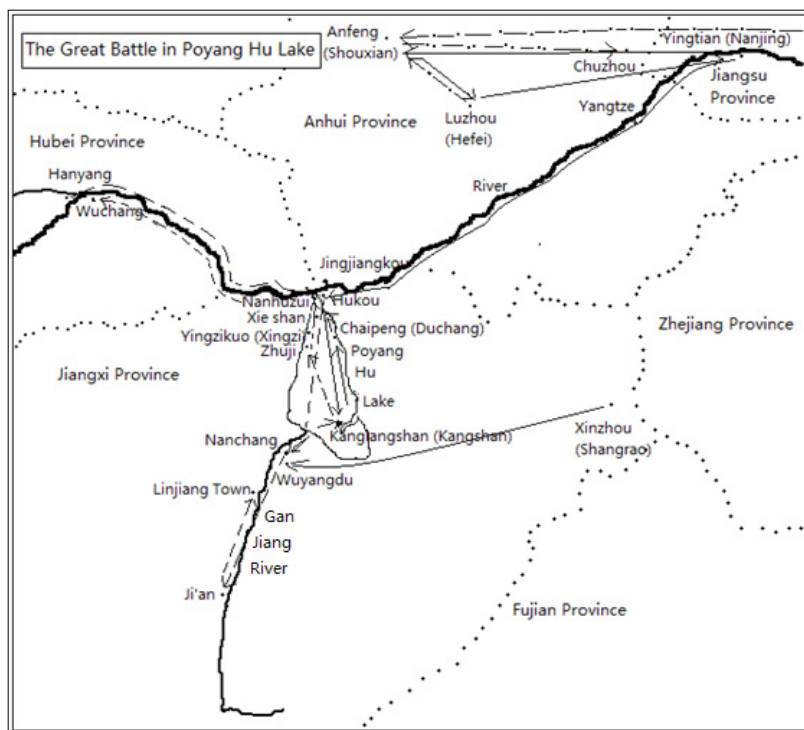 The Great Battle in Poyang Hu Lake
Anfeng
(Shouxian)
Yingtian (Nanjing)
Chuzhou
Jiangsu
Province
Yangtze
Luzhou
(Hefei)
Anhui Province
Hubei Province
Hanyang
Wuchang
River
Jingjiangkou
Nanhuzui
Hukou
Xie shan
Chaipeng (Duchang)
Yingzikuo (Xingzi)
Zhuji
Poyang
Hu
Lake
Zhejiang Province
Jiangxi Province
Nanchang
Kanglangshan (Kangshan)
Xinzhou
(Shangrao)
Wuyangdu
Linjiang Town
Gan
Jiang
River
Ji'an
Fujian Province